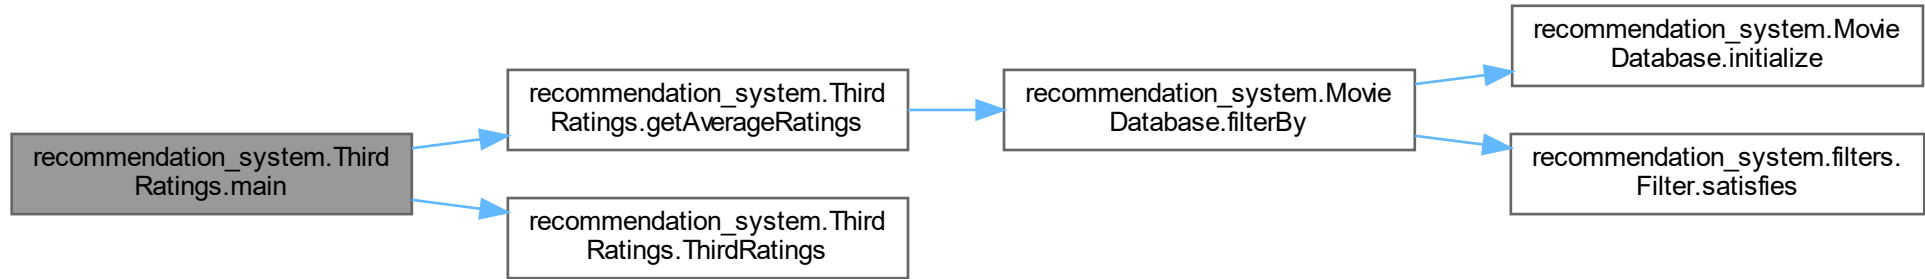 recommendation_system.Third
Ratings.main
recommendation_system.Third
Ratings.getAverageRatings
recommendation_system.Third
Ratings.ThirdRatings
recommendation_system.Movie
Database.filterBy
recommendation_system.Movie
Database.initialize
recommendation_system.filters.
Filter.satisfies